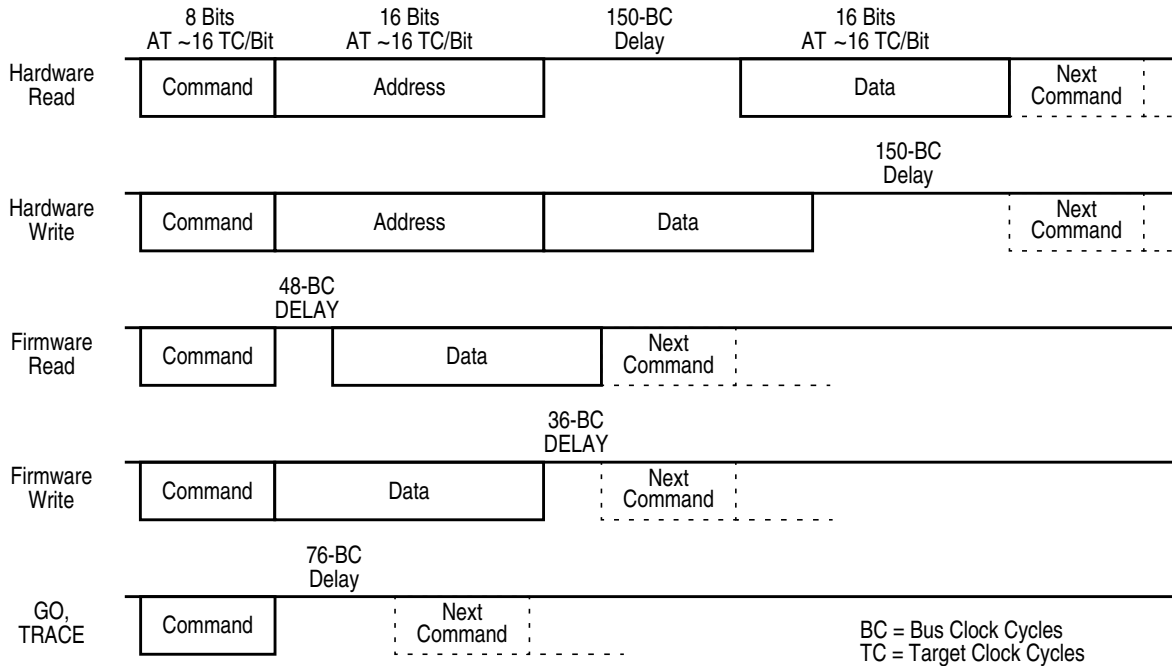 8 Bits
AT ~16 TC/Bit
16 Bits
AT ~16 TC/Bit
150-BC
Delay
16 Bits
AT ~16 TC/Bit
Hardware
Read
Command
Address
Data
Next
Command
150-BC
Delay
Hardware
Write
Command
Address
Data
Next
Command
48-BC
DELAY
Firmware
Read
Command
Data
Next
Command
36-BC
DELAY
Firmware
Write
Command
Data
Next
Command
76-BC
Delay
GO,
TRACE
Command
Next
Command
BC = Bus Clock Cycles
TC = Target Clock Cycles